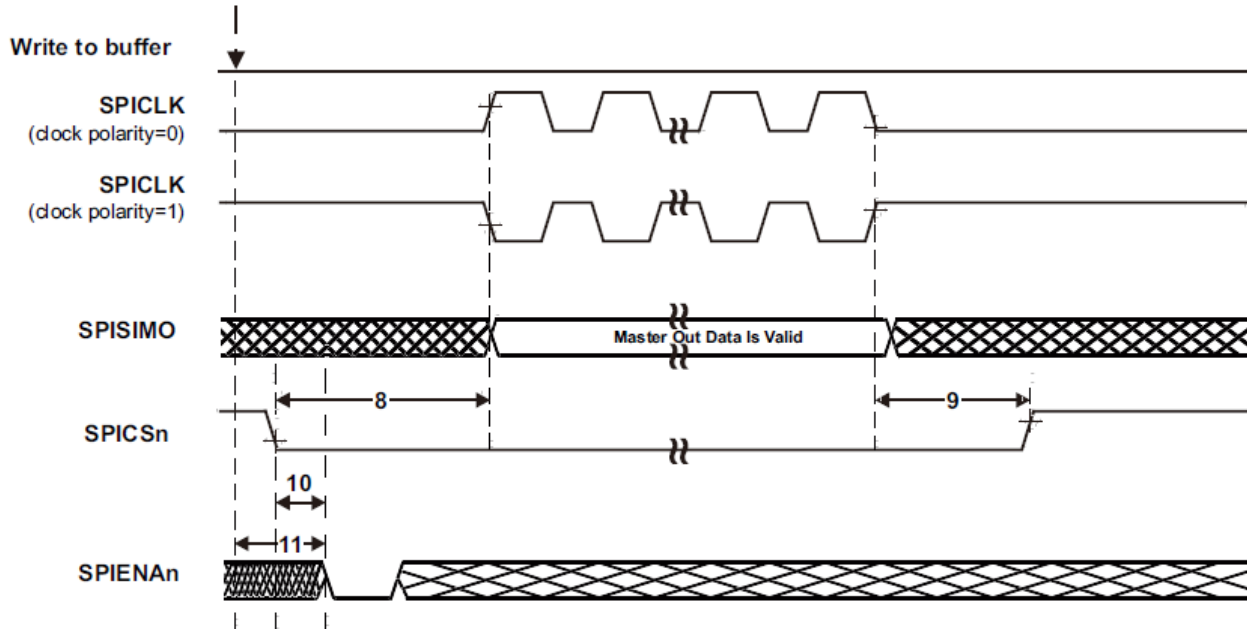 Write to buffer
SPICLK
(clock polarity=0)
SPICLK
(clock polarity=1)
SPISIMO
Master Out Data Is Valid
8
9
SPICSn
10
11
SPIENAn